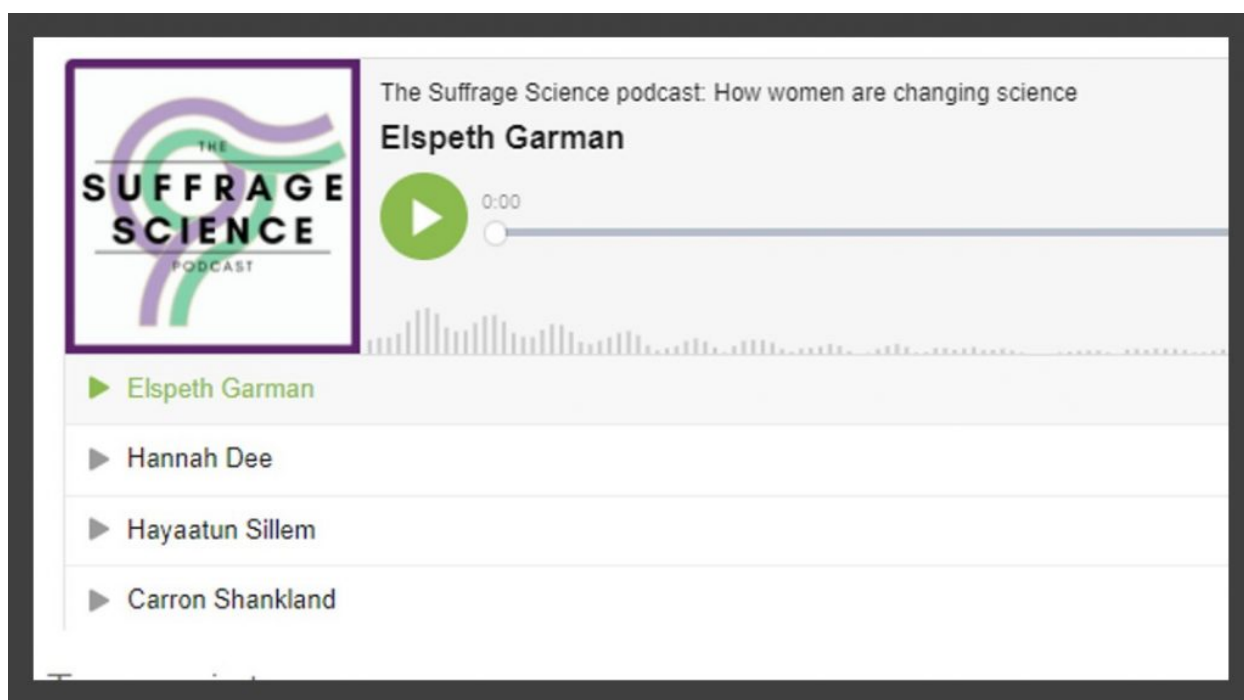 THE
SUFFRAGE
SCIENCE
PODCAST
The Suffrage Science podcast: How women are changing science
Elspeth Garman
0:00
Elspeth Garman
Hannah Dee
Hayaatun Sillem
Carron Shankland